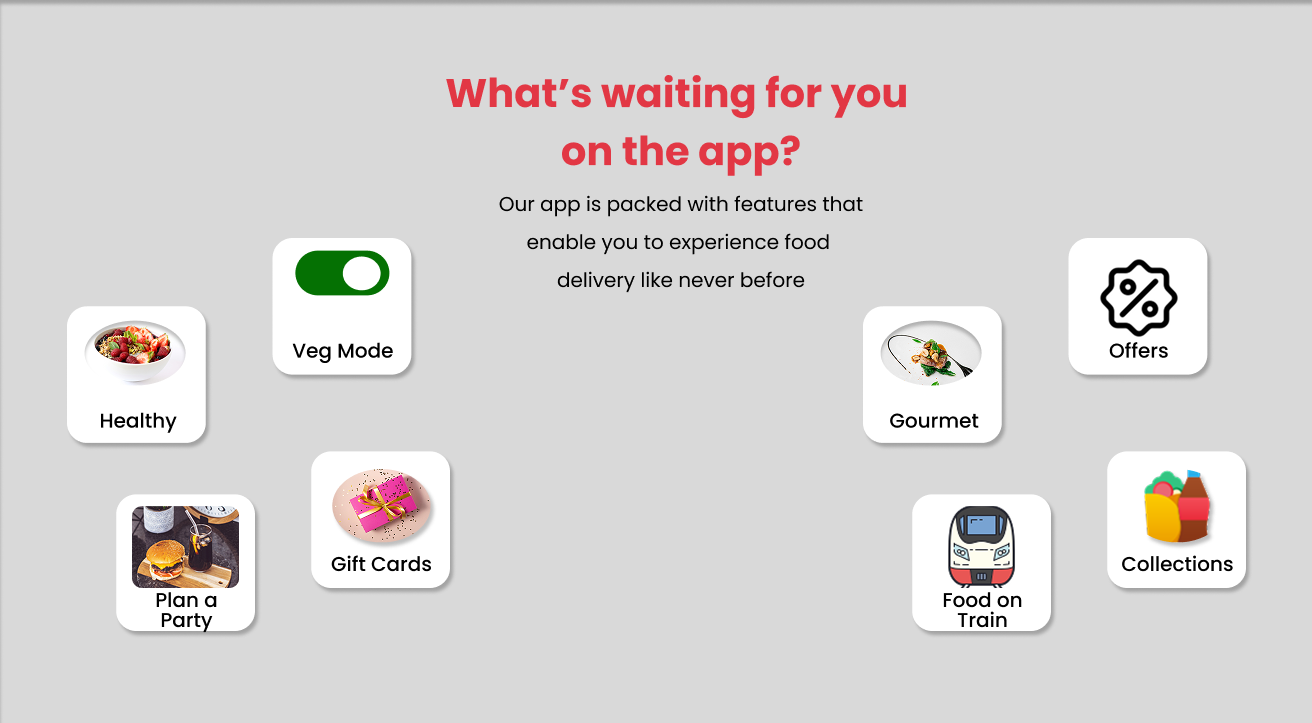 What’s waiting for you
on the app?
Our app is packed with features that
enable you to experience food
delivery like never before
Veg Mode
Offers
Healthy
Gourmet
Gift Cards
Collections
Plan a
Party
Food on
Train